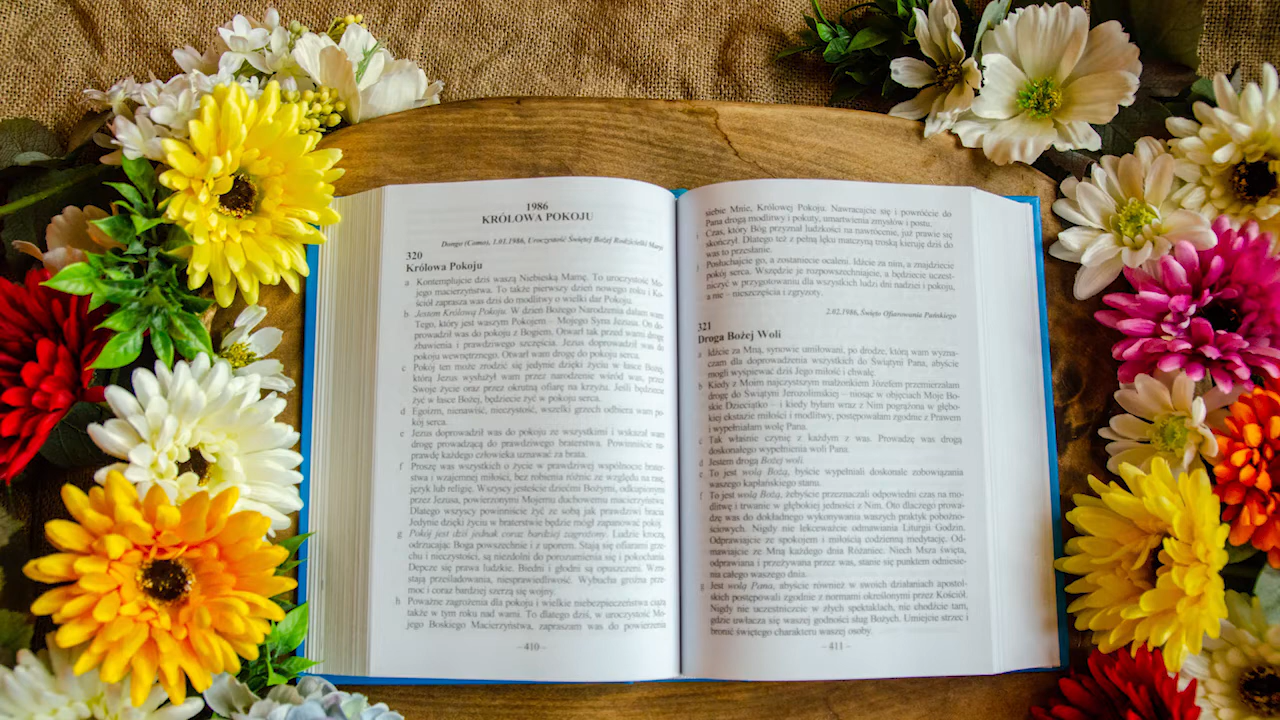 1986
KRÓLOWA POKOJU
Dongo (Como), 1.01.1986, Uroczystość Świętej Bożej Rodzicielki Maryi
320
Królowa Pokoju
a Kontemplujcie dziś waszą Niebieską Mamę. To uroczystość Mo-
jego macierzyństwa. To także pierwszy dzień nowego roku i Ko-
ściół zaprasza was dziś do modlitwy o wielki dar Pokoju.
b Jestem Królową Pokoju. W dzień Bożego Narodzenia dałam wam
Tego, który jest waszym Pokojem – Mojego Syna Jezusa. On do-
prowadził was do pokoju z Bogiem. Otwarł tak przed wami drogę
zbawienia i prawdziwego szczęścia. Jezus doprowadził was do
pokoju wewnętrznego. Otwarł wam drogę do pokoju serca.
c Pokój ten może zrodzić się jedynie dzięki życiu w łasce Bożej,
którą Jezus wysłużył wam przez narodzenie wśród was, przez
Swoje życie oraz przez okrutną ofiarę na krzyżu. Jeśli będziecie
żyć w łasce Bożej, będziecie żyć w pokoju serca.
d Egoizm, nienawiść, nieczystość, wszelki grzech odbiera wam po-
kój serca.
e Jezus doprowadził was do pokoju ze wszystkimi i wskazał wam
drogę prowadzącą do prawdziwego braterstwa. Powinniście na-
prawdę każdego człowieka uznawać za brata.
f Proszę was wszystkich o życie w prawdziwej wspólnocie brater-
stwa i wzajemnej miłości, bez robienia różnic ze względu na rasę,
język lub religię. Wszyscy jesteście dziećmi Bożymi, odkupionym
przez Jezusa, powierzonymi Mojemu duchowemu macierzyństwu.
Dlatego wszyscy powinniście żyć ze sobą jak prawdziwi bracia.
Jedynie dzięki życiu w braterstwie będzie mógł zapanować pokój.
g Pokój jest dziś jednak coraz bardziej zagrożony. Ludzie kroczą,
odrzucając Boga powszechnie i z uporem. Stają się ofiarami grze-
chu i nieczystości, są niezdolni do porozumienia się i pokochania.
Depcze się prawa ludzkie. Biedni i głodni są opuszczeni. Wzra-
stają prześladowania, niesprawiedliwość. Wybucha groźna prze-
moc i coraz bardziej szerzą się wojny.
h Poważne zagrożenia dla pokoju i wielkie niebezpieczeństwa ciążą
także w tym roku nad wami. To dlatego dziś, w uroczystość Mo-
jego Boskiego Macierzyństwa, zapraszam was do powierzenia
– 410 –
siebie Mnie, Królowej Pokoju. Nawracajcie się i powróćcie do
Pana drogą modlitwy i pokuty, umartwienia zmysłów i postu.
i Czas, który Bóg przyznał ludzkości na nawrócenie, już prawie się
skończył. Dlatego też z pełną lęku matczyną troską kieruję dziś do
was to przesłanie.
j Posłuchajcie go, a zostaniecie ocaleni. Idźcie za nim, a znajdziecie
pokój serca. Wszędzie je rozpowszechniajcie, a będziecie uczest-
niczyć w przygotowaniu dla wszystkich ludzi dni nadziei i pokoju,
a nie – nieszczęścia i zgryzoty.
2.02.1986, Święto Ofiarowania Pańskiego
321
Droga Bożej Woli
a Idźcie za Mną, synowie umiłowani, po drodze, którą wam wyzna-
czam dla doprowadzenia wszystkich do Świątyni Pana, abyście
mogli wyśpiewać dziś Jego miłość i chwałę.
b Kiedy z Moim najczystszym małżonkiem Józefem przemierzałam
drogę do Świątyni Jerozolimskiej – niosąc w objęciach Moje Bo-
skie Dzieciątko – i kiedy byłam wraz z Nim pogrążona w głębo-
kiej ekstazie miłości i modlitwy, postępowałam zgodnie z Prawem
i wypełniałam wolę Pana.
c Tak właśnie czynię z każdym z was. Prowadzę was drogą
doskonałego wypełnienia woli Pana.
d Jestem drogą Bożej woli.
e To jest wolą Bożą, byście wypełniali doskonale zobowiązania
waszego kapłańskiego stanu.
f To jest wolą Bożą, żebyście przeznaczali odpowiedni czas na mo-
dlitwę i trwanie w głębokiej jedności z Nim. Oto dlaczego prowa-
dzę was do dokładnego wykonywania waszych praktyk pobożno-
ściowych. Nigdy nie lekceważcie odmawiania Liturgii Godzin.
Odprawiajcie ze spokojem i miłością codzienną medytację. Od-
mawiajcie ze Mną każdego dnia Różaniec. Niech Msza święta,
odprawiana i przeżywana przez was, stanie się punktem odniesie-
nia całego waszego dnia.
g Jest wolą Pana, abyście również w swoich działaniach apostol-
skich postępowali zgodnie z normami określonymi przez Kościół.
Nigdy nie uczestniczcie w złych spektaklach, nie chodźcie tam,
gdzie uwłacza się waszej godności sług Bożych. Umiejcie strzec i
bronić świętego charakteru waszej osoby.
– 411 –